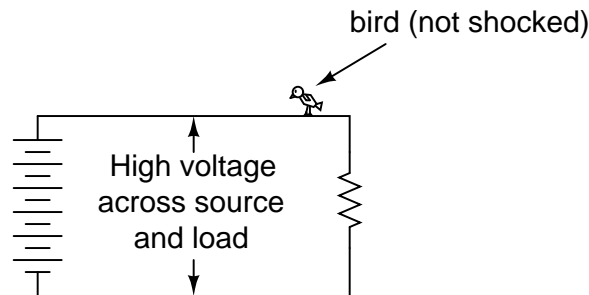 bird (not shocked)
High voltage
across source
and load